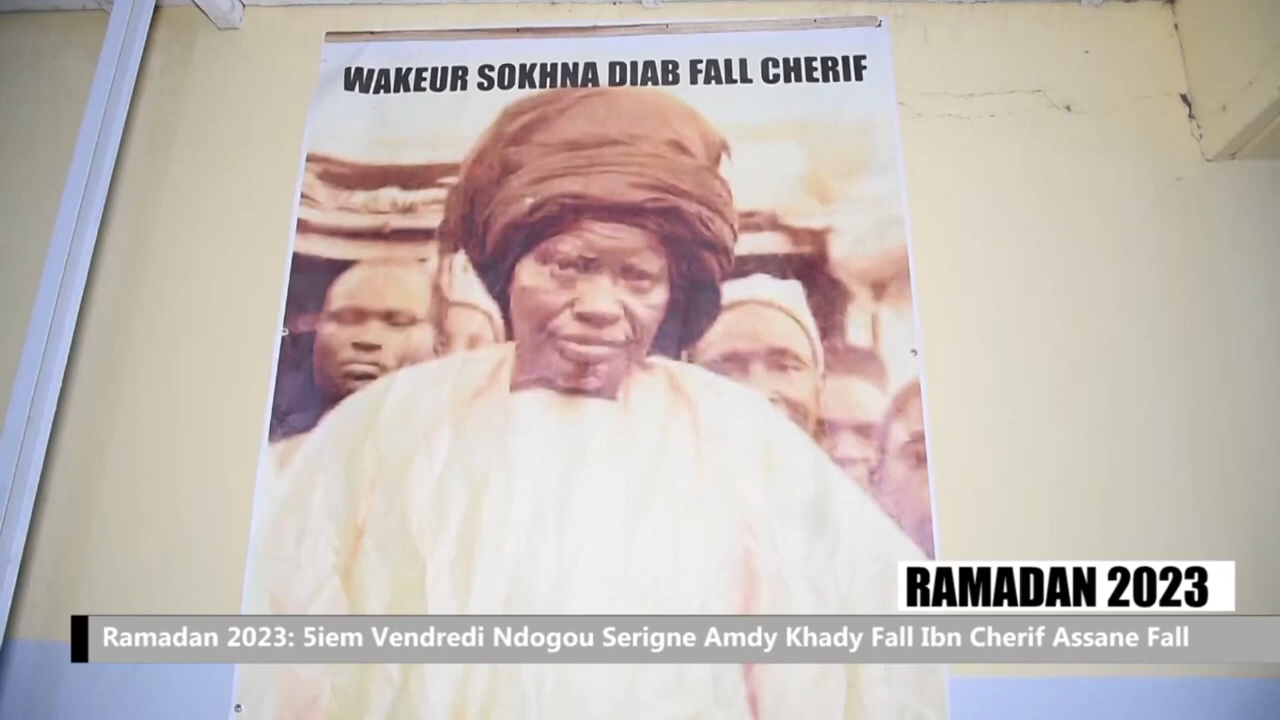 WAKEUR SOKHNA DIAB FALL CHERIF
RAMADAN 2023
Ramadan 2023: 5iem Vendredi Ndogou Serigne Amdy Khady Fall Ibn Cherif Assane Fall